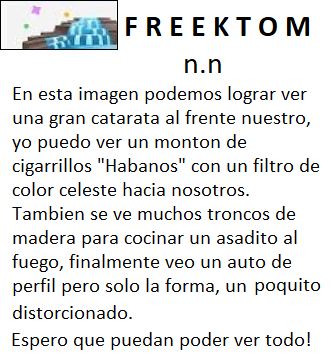 FREEKTOM
n.n
En esta imagen podemos lograr ver
una gran catarata al frente nuestro,
yo puedo ver un monton de
cigarrillos "Habanos" con un filtro de
color celeste hacia nosotros.
Tambien se ve muchos troncos de
madera para cocinar un asadito al
fuego, finalmente veo un auto de
perfil pero solo la forma, un poquito
distorcionado.
Espero que puedan poder ver todo!